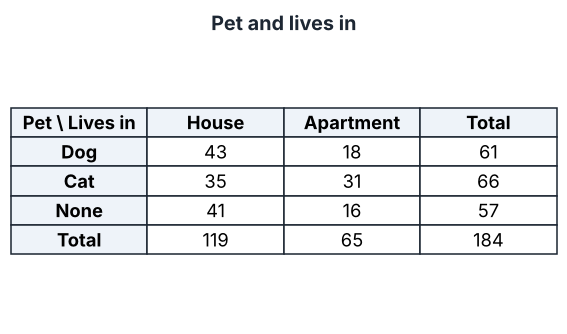 Pet and lives in
Pet \ Lives in House Apartment Total
Dog 43 18 61
Cat 35 31 66
None 41 16 57
Total 119 65 184